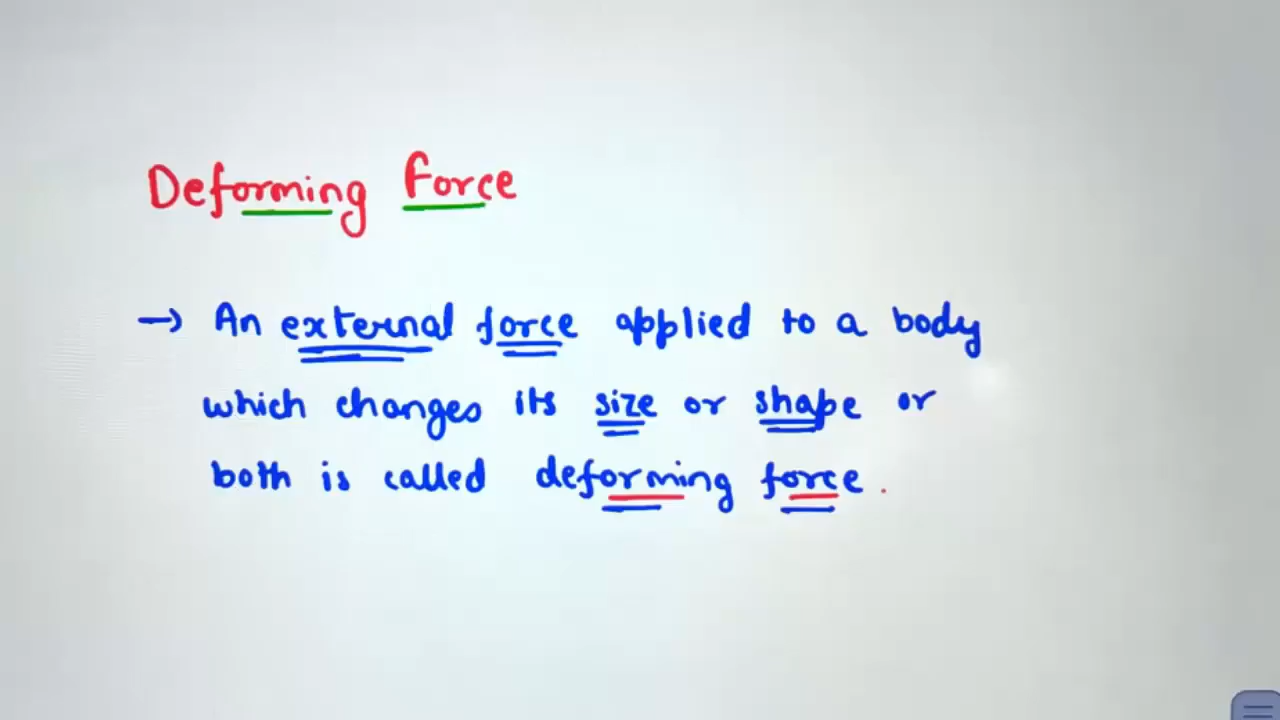 Deforming Force
→ An external force applied to a body
which changes its size or shape or
both is called deforming force.